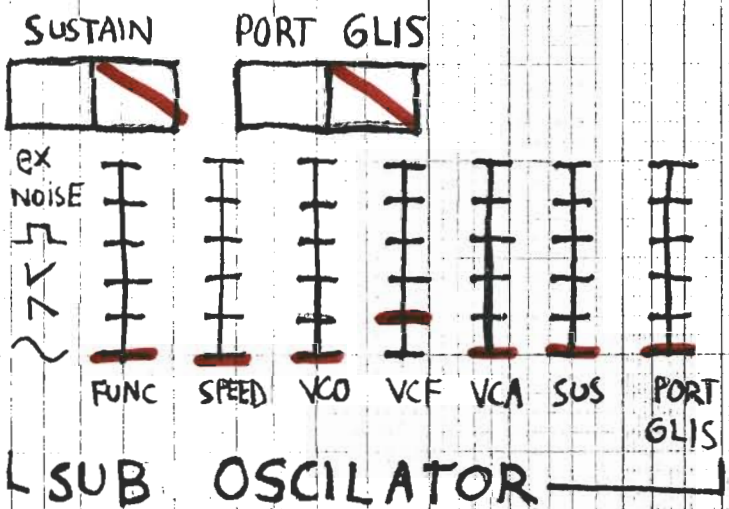 SUSTAIN PORT GLIS
ex
NOISE
FUNC SPEED VCO VCF VCA SUS PORT
GLIS
SUB OSCILATOR